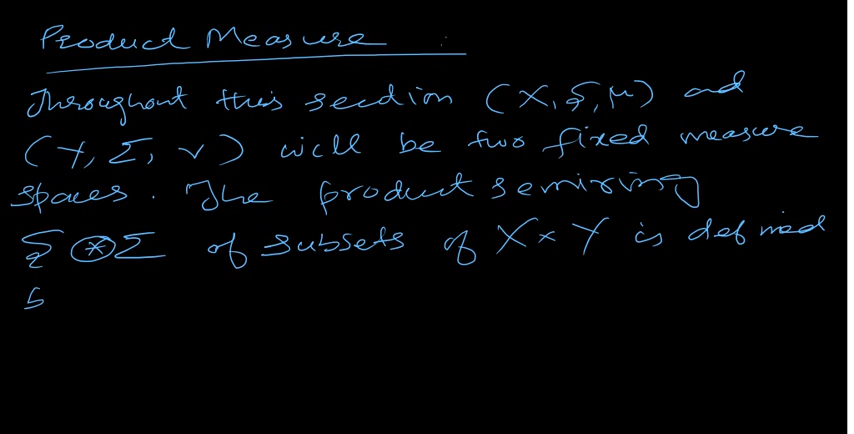 Product Measure
Throughout this section (X, S, μ) and
(Y, Σ, ν) will be two fixed measure
spaces. The product semiring
S ⊗ Σ of subsets of X × Y is defined
b